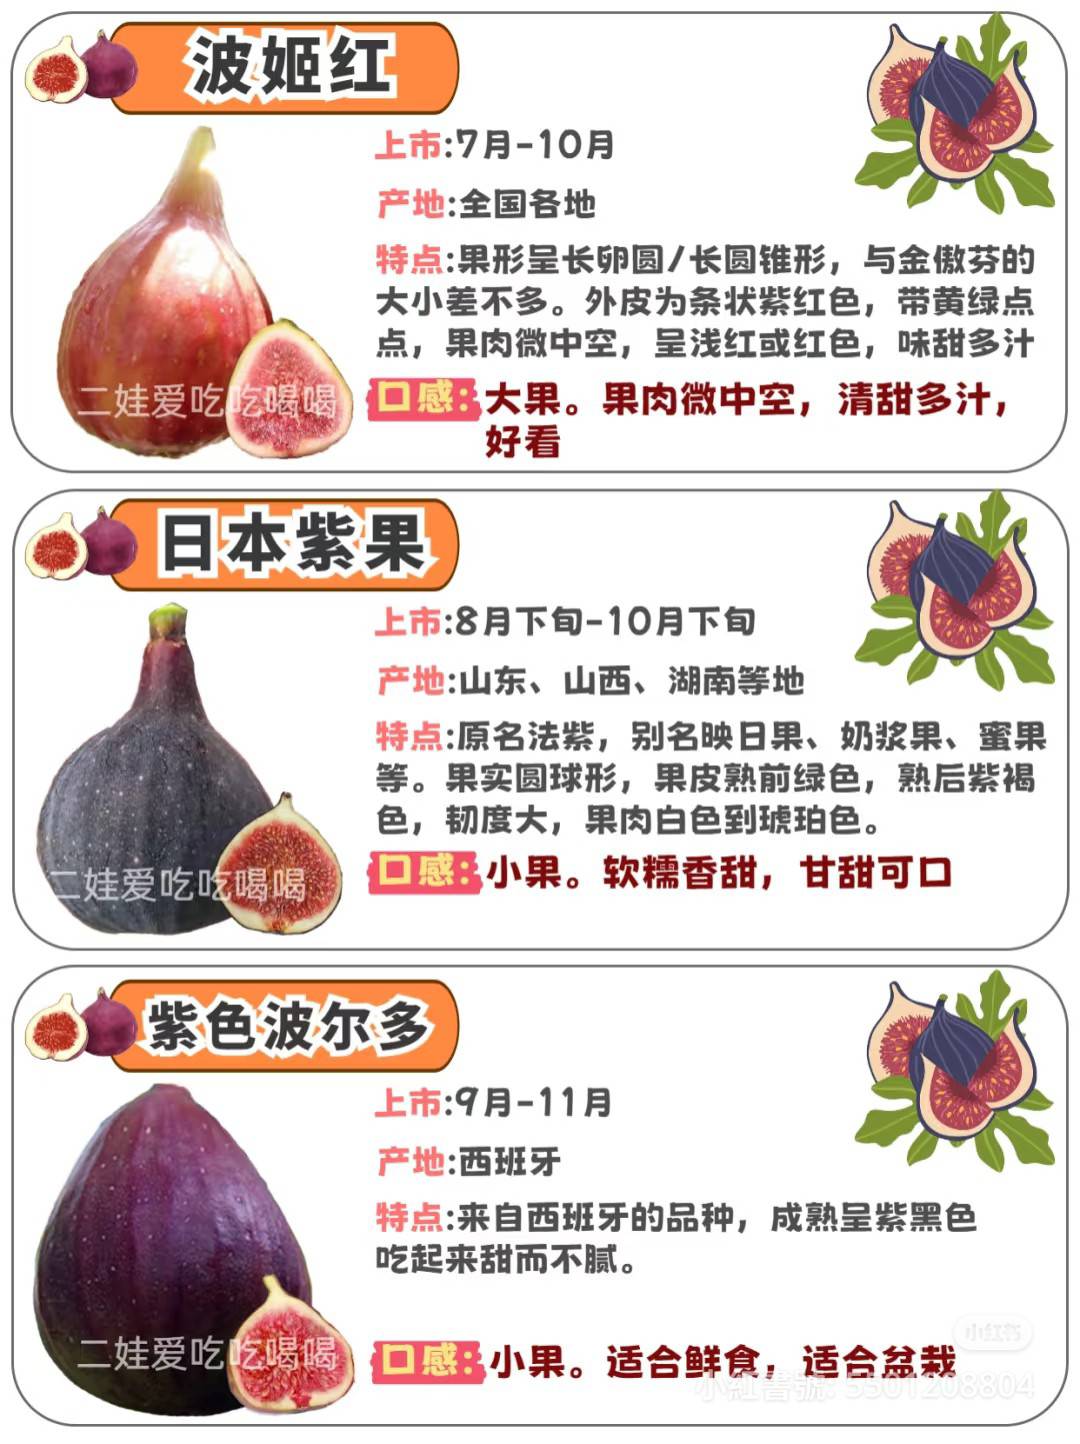 波姬红
上市:7月-10月
产地:全国各地
特点:果形呈长卵圆/长圆锥形，与金傲芬的
大小差不多。外皮为条状紫红色，带黄绿点
点，果肉微中空，呈浅红或红色，味甜多汁
口感:大果。果肉微中空，清甜多汁，
好看
二娃爱吃吃喝喝
日本紫果
上市:8月下旬-10月下旬
产地:山东、山西、湖南等地
特点:原名法紫，别名映日果、奶浆果、蜜果
等。果实圆球形，果皮熟前绿色，熟后紫褐
色，韧度大，果肉白色到琥珀色。
口感:小果。软糯香甜，甘甜可口
二娃爱吃吃喝喝
紫色波尔多
上市:9月-11月
产地:西班牙
特点:来自西班牙的品种，成熟呈紫黑色
吃起来甜而不腻。
口感:小果。适合鲜食，适合盆栽
二娃爱吃吃喝喝
小红书
小紅書號: 5501208804